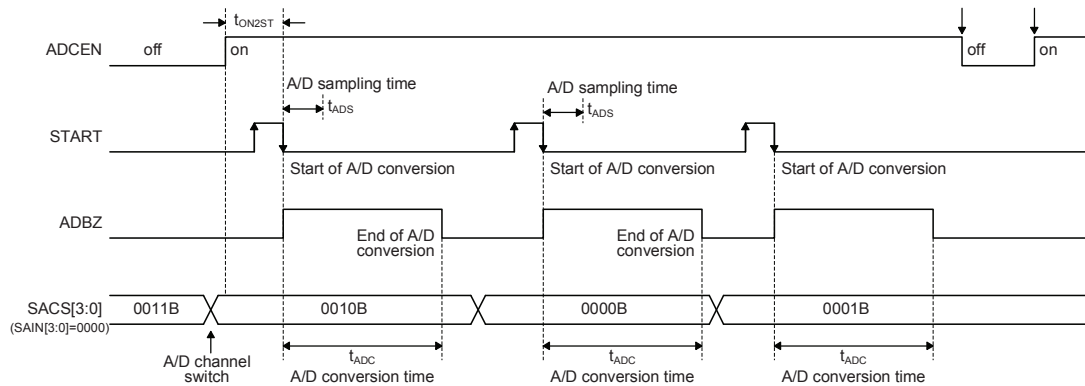 tON2ST
ADCEN
off
on
off
on
A/D sampling time
tADS
A/D sampling time
tADS
START
Start of A/D conversion
Start of A/D conversion
Start of A/D conversion
ADBZ
End of A/D
conversion
End of A/D
conversion
SACS[3:0]
(SAIN[3:0]=0000)
0011B
0010B
0000B
0001B
A/D channel
switch
tADC
A/D conversion time
tADC
A/D conversion time
tADC
A/D conversion time